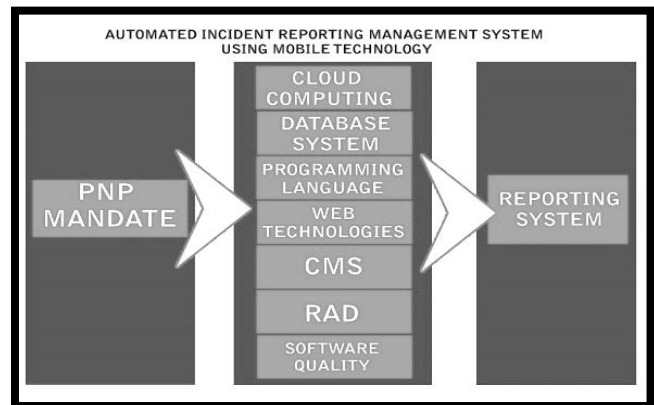 AUTOMATED INCIDENT REPORTING MANAGEMENT SYSTEM
USING MOBILE TECHNOLOGY
PNP
MANDATE
CLOUD
COMPUTING
DATABASE
SYSTEM
PROGRAMMING
LANGUAGE
WEB
TECHNOLOGIES
CMS
RAD
SOFTWARE
QUALITY
REPORTING
SYSTEM